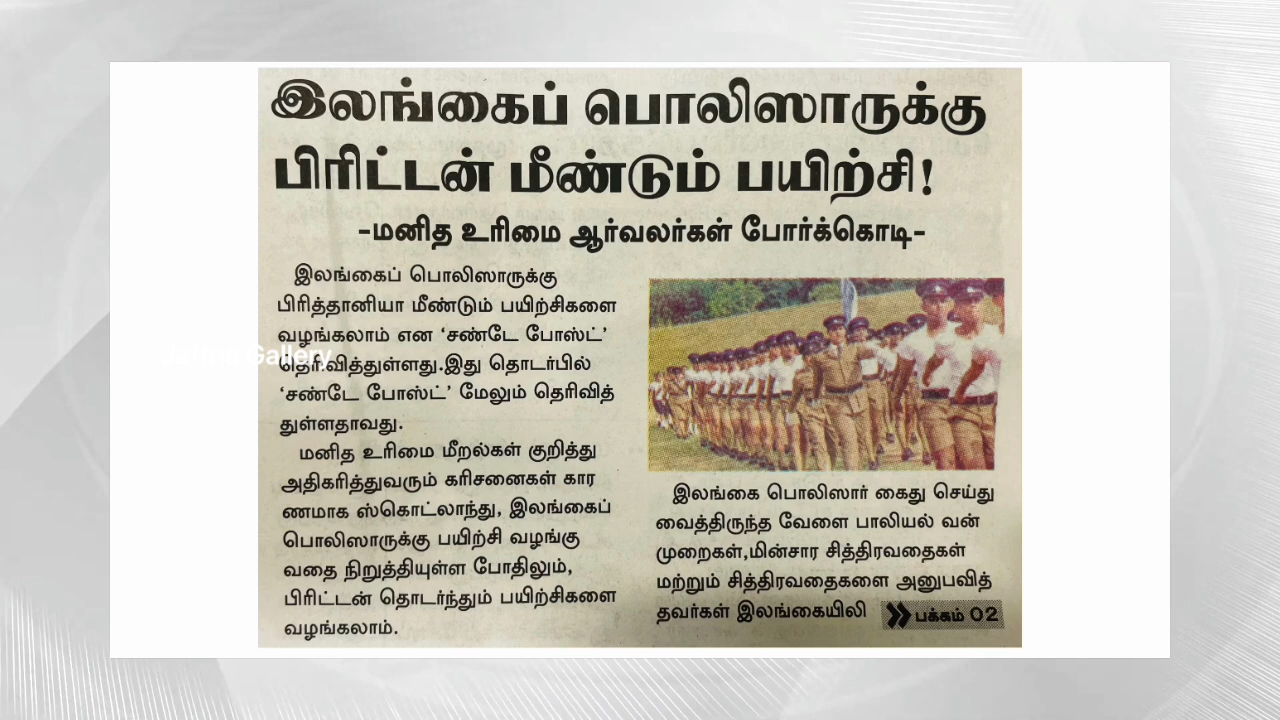 இலங்கைப் பொலிஸாருக்கு
பிரிட்டன் மீண்டும் பயிற்சி!
-மனித உரிமை ஆர்வலர்கள் போர்க்கொடி-
இலங்கைப் பொலிஸாருக்கு
பிரித்தானியா மீண்டும் பயிற்சிகளை
வழங்கலாம் என ‘சண்டே போஸ்ட்’
தெரிவித்துள்ளது.இது தொடர்பில்
‘சண்டே போஸ்ட்’ மேலும் தெரிவித்
துள்ளதாவது.
மனித உரிமை மீறல்கள் குறித்து
அதிகரித்துவரும் கரிசனைகள் கார
ணமாக ஸ்கொட்லாந்து, இலங்கைப்
பொலிஸாருக்கு பயிற்சி வழங்கு
வதை நிறுத்தியுள்ள போதிலும்,
பிரிட்டன் தொடர்ந்தும் பயிற்சிகளை
வழங்கலாம்.
இலங்கை பொலிஸார் கைது செய்து
வைத்திருந்த வேளை பாலியல் வன்
முறைகள்,மின்சார சித்திரவதைகள்
மற்றும் சித்திரவதைகளை அனுபவித்
தவர்கள் இலங்கையிலி
பக்கம் 02
Gallery